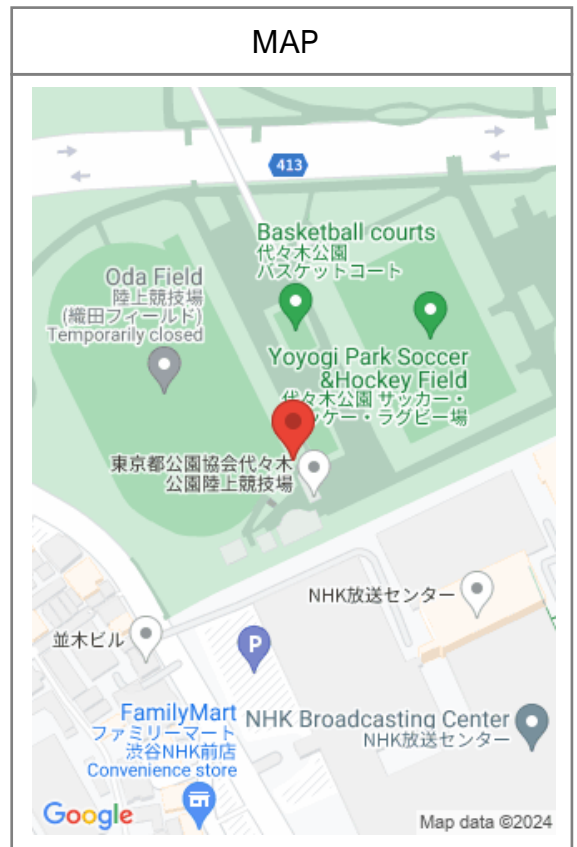 MAP
413
Basketball courts
代々木公園
バスケットコート
Oda Field
陸上競技場
(織田フィールド)
Temporarily closed
Yoyogi Park Soccer
&Hockey Field
代々木公園 サッカー・
ッケー・ラグビー場
東京都公園協会代々木
公園陸上競技場
NHK放送センター
並木ビル
P
FamilyMart
ファミリーマート
渋谷NHK前店
Convenience store
NHK Broadcasting Center
NHK放送センター
Google
Map data ©2024